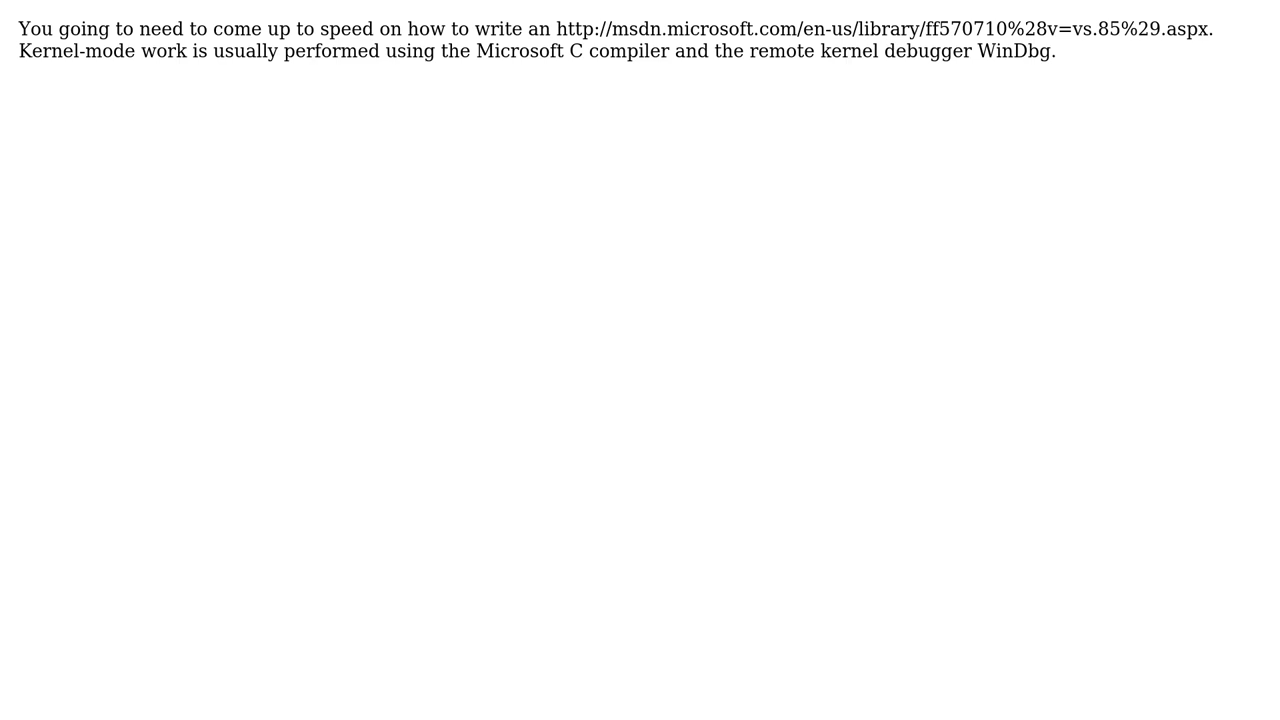 You going to need to come up to speed on how to write an http://msdn.microsoft.com/en-us/library/ff570710%28v=vs.85%29.aspx.
Kernel-mode work is usually performed using the Microsoft C compiler and the remote kernel debugger WinDbg.